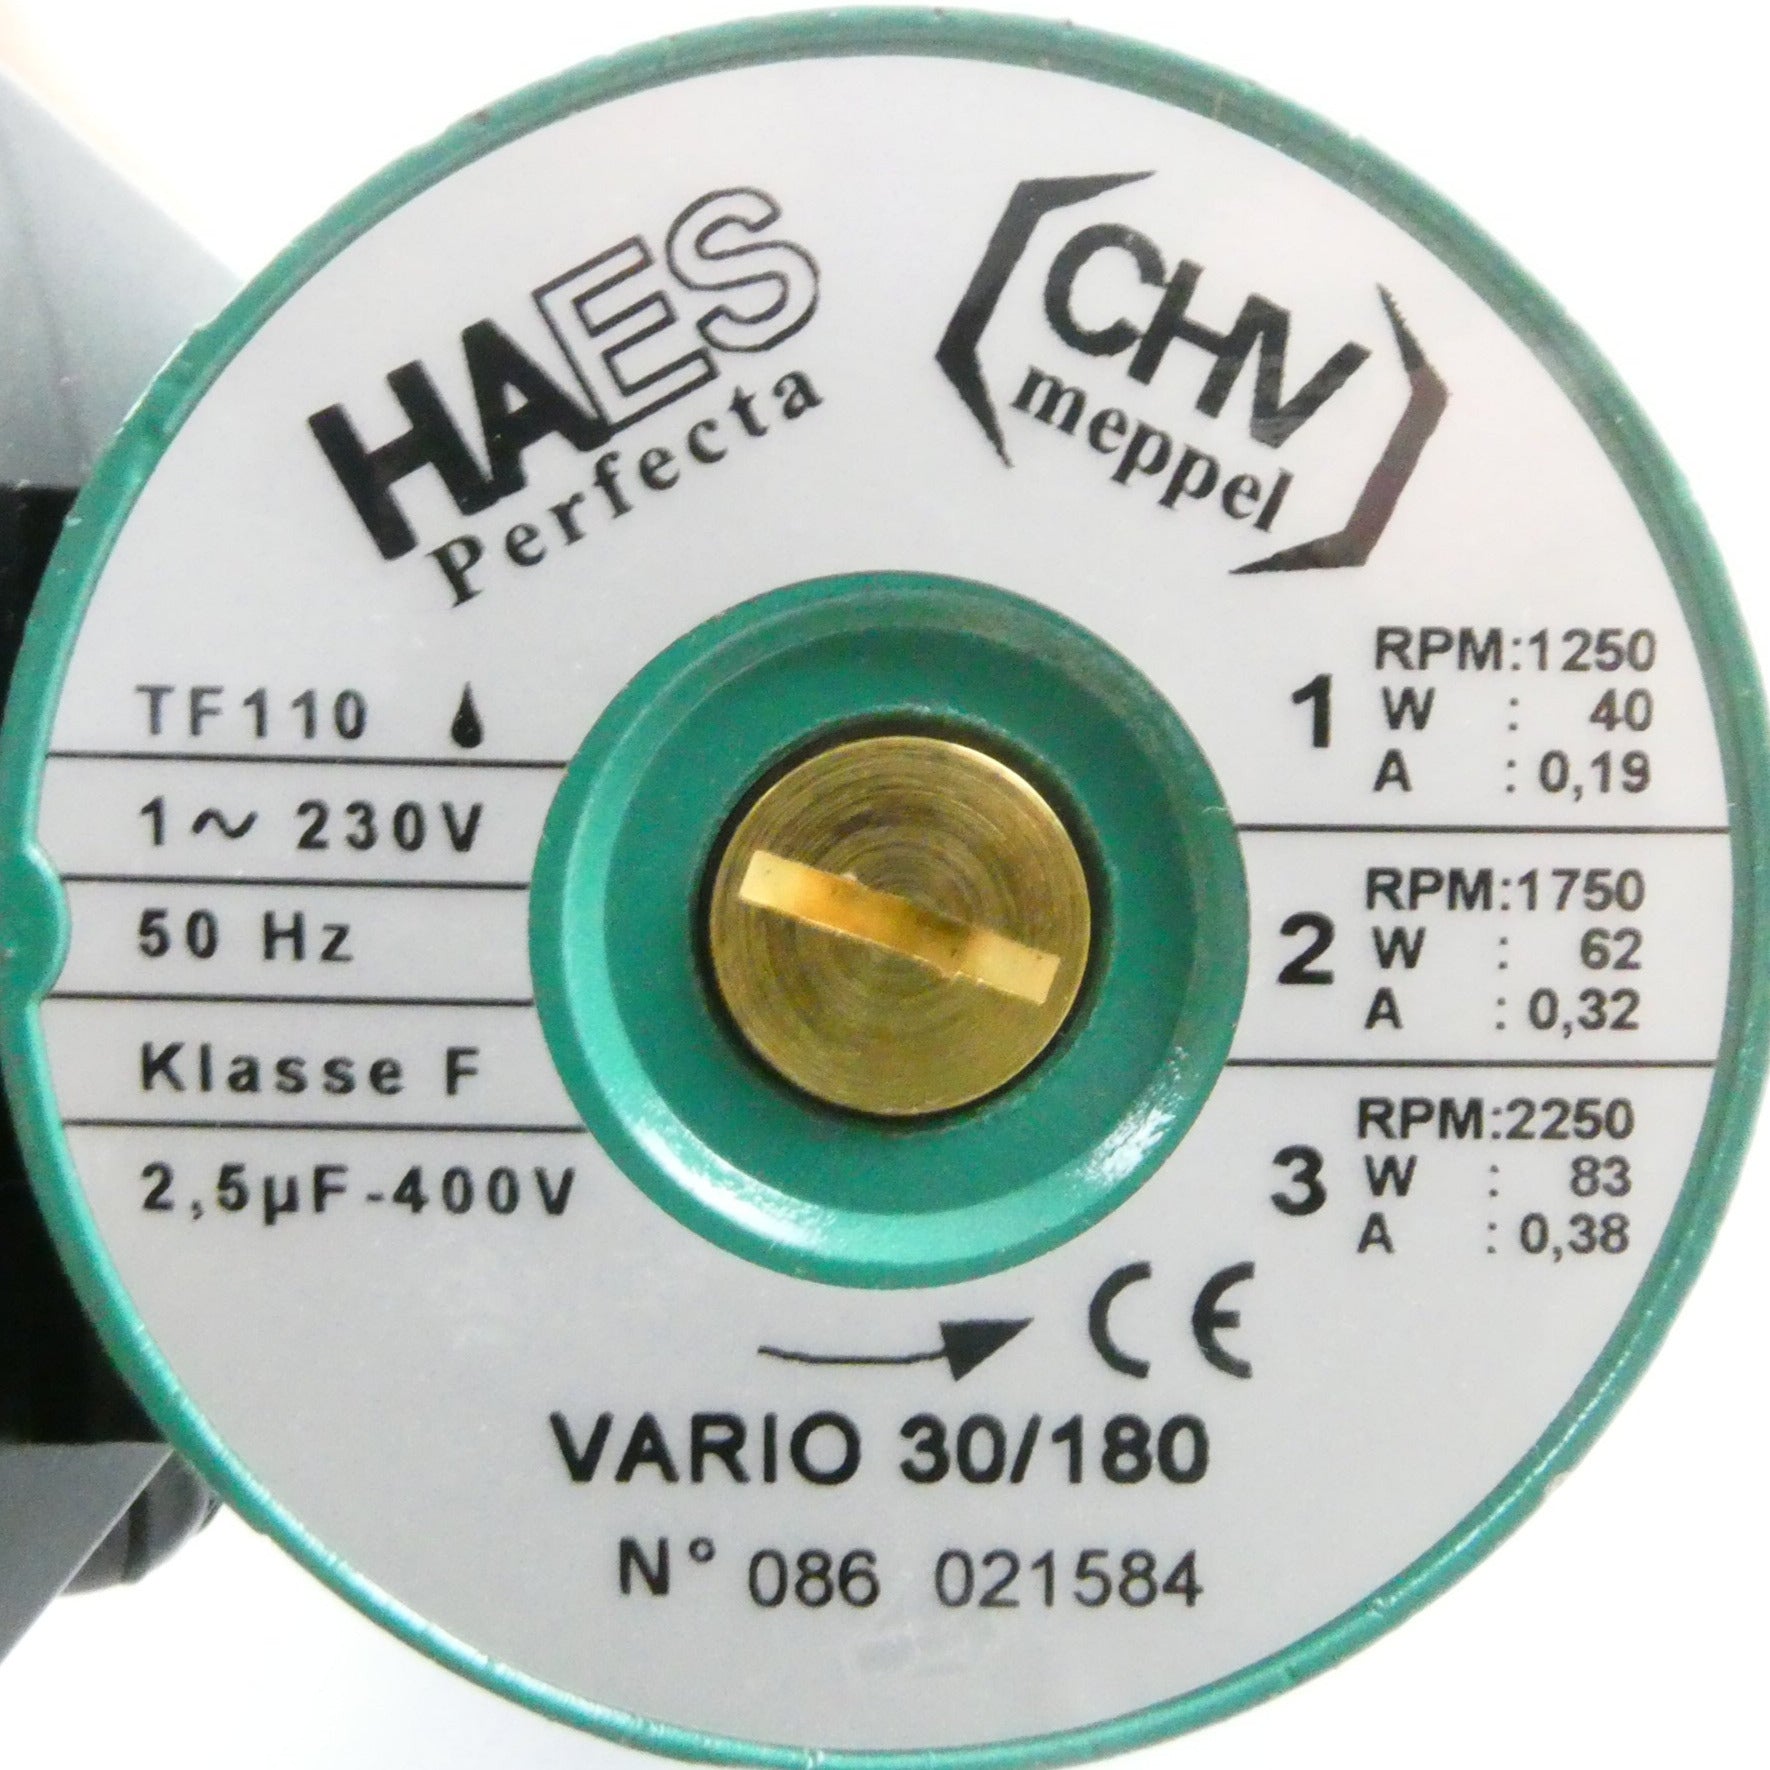 HAES
Perfecta
CHV
meppel
TF110
1~ 230V
50 Hz
Klasse F
2,5µF-400V
1
RPM:1250
W : 40
A : 0,19
2
RPM:1750
W : 62
A : 0,32
3
RPM:2250
W : 83
A : 0,38
CE
VARIO 30/180
N° 086 021584